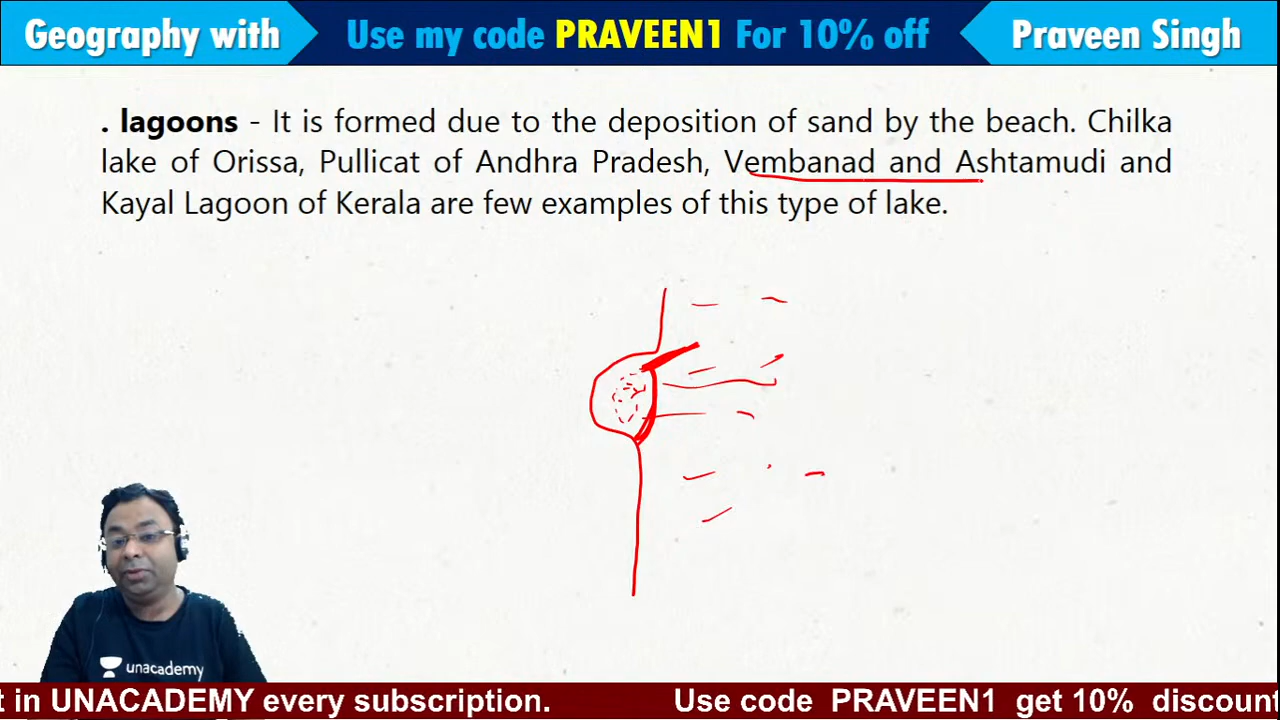 Geography with
Use my code PRAVEEN1 For 10% off
Praveen Singh
. lagoons - It is formed due to the deposition of sand by the beach. Chilka
lake of Orissa, Pullicat of Andhra Pradesh, Vembanad and Ashtamudi and
Kayal Lagoon of Kerala are few examples of this type of lake.
unacademy
t in UNACADEMY every subscription.
Use code PRAVEEN1 get 10% discount